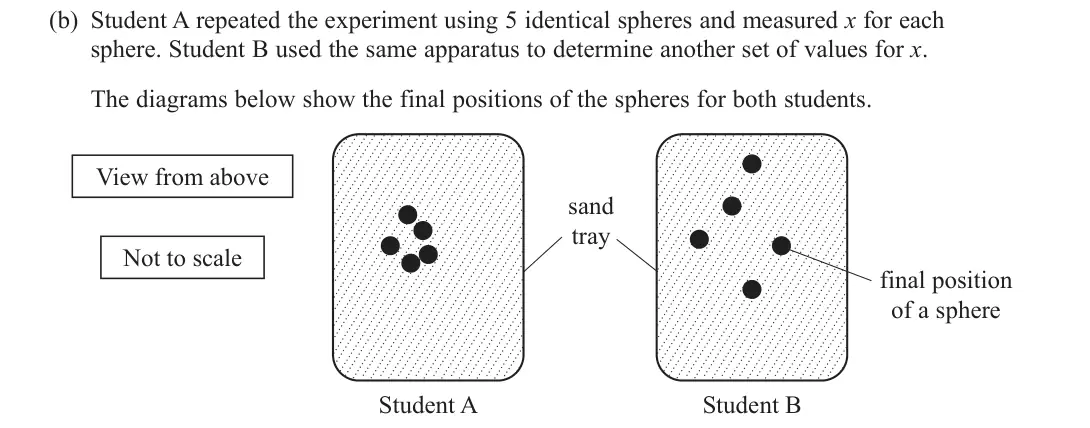 (b) Student A repeated the experiment using 5 identical spheres and measured x for each
sphere. Student B used the same apparatus to determine another set of values for x.
The diagrams below show the final positions of the spheres for both students.
View from above
Not to scale
sand
tray
final position
of a sphere
Student A
Student B